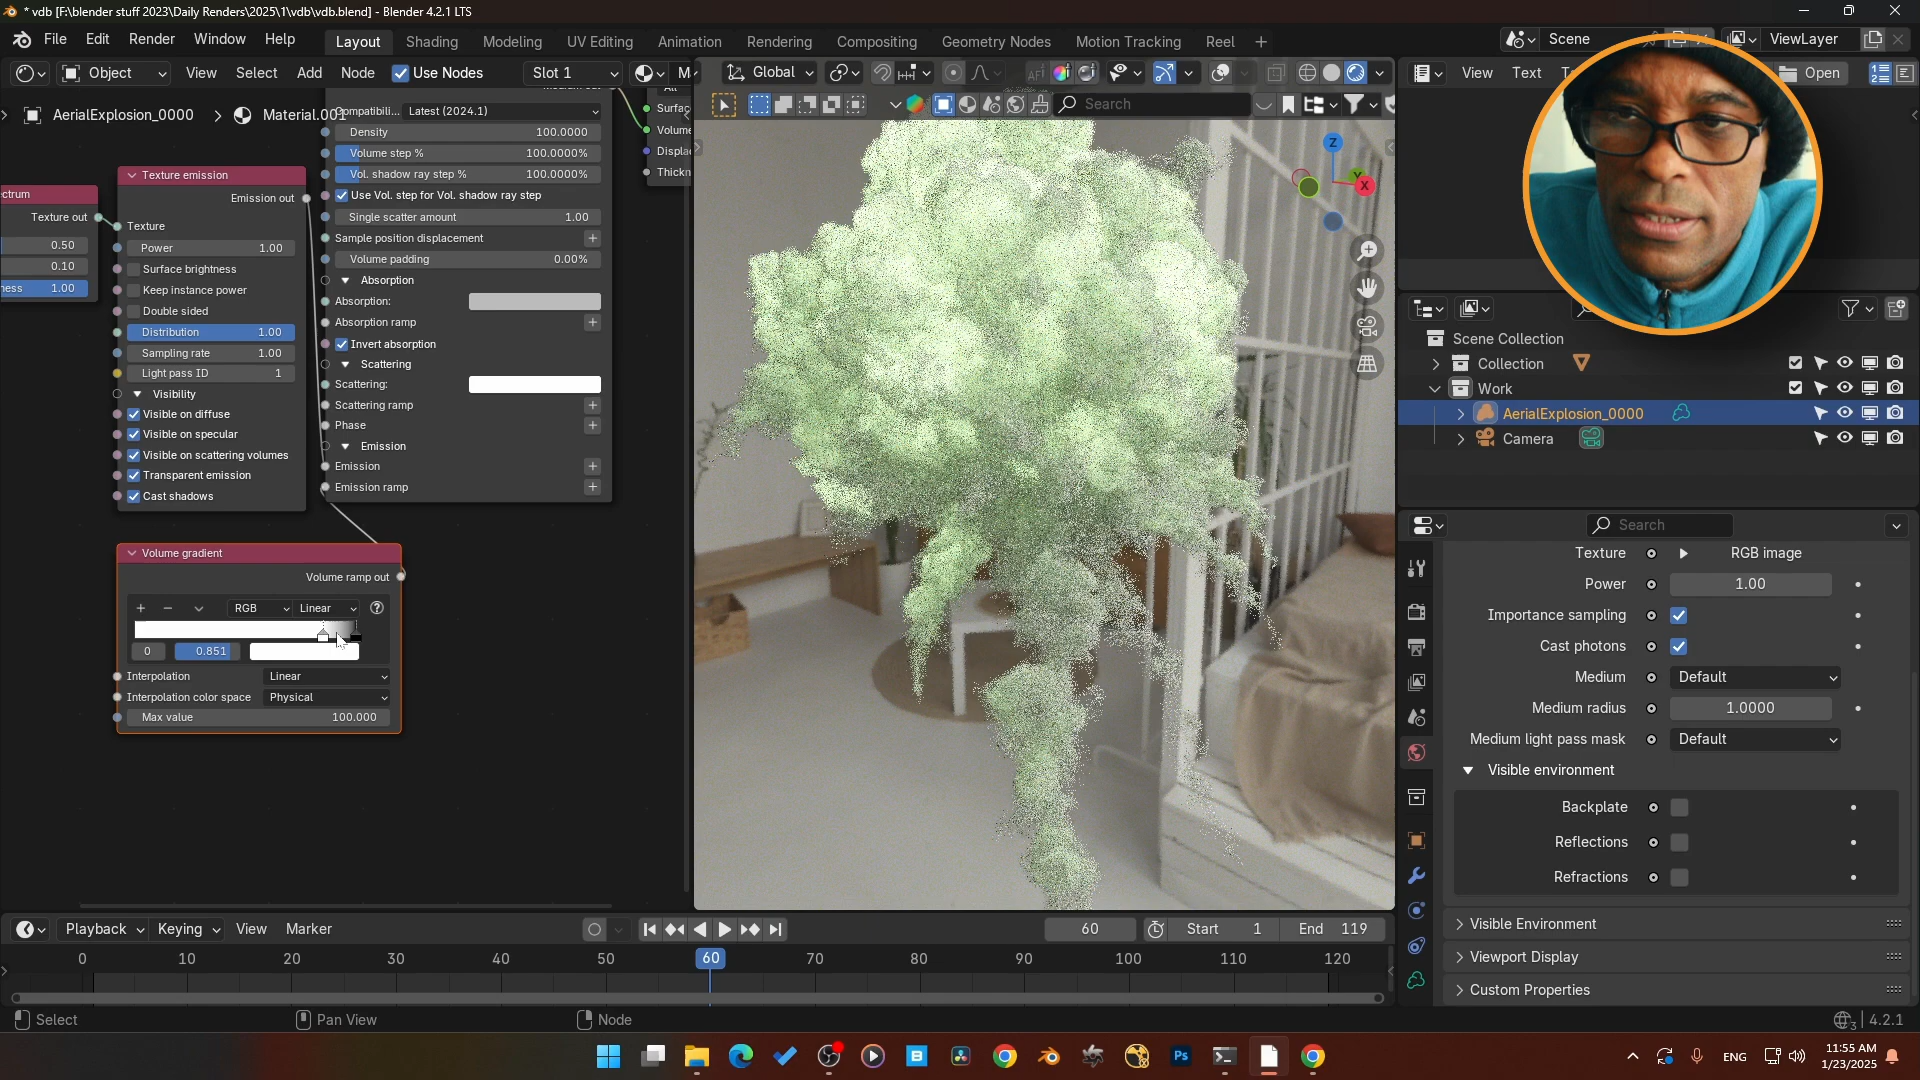 * vdb [F:\blender stuff 2023\Daily Renders\2025\1\vdb\vdb.blend] - Blender 4.2.1 LTS
File Edit Render Window Help
Layout Sculpting Modeling UV Editing Animation Rendering Compositing Geometry Nodes Motion Tracking Reel +
Scene
ViewLayer
Object View Select Add Node Use Nodes Slot 1
Global
View Text
Open
AerialExplosion_0000 > Material.001
Search
Compatibili... Latest (2024.1)
Density 100.0000
Volume step % 100.0000%
Vol. shadow ray step % 100.0000%
Use Vol. step for Vol. shadow ray step
Single scatter amount 1.00
Sample position displacement
Volume padding 0.00%
Absorption
Absorption:
Absorption ramp
Invert absorption
Scattering
Scattering:
Scattering ramp
Phase
Emission
Emission
Emission ramp
Surfac
Volume
Displa
Thickn
ctrum
Texture out
0.50
0.10
ness 1.00
Texture emission
Emission out
Texture
Power 1.00
Surface brightness
Keep instance power
Double sided
Distribution 1.00
Sampling rate 1.00
Light pass ID 1
Visibility
Visible on diffuse
Visible on specular
Visible on scattering volumes
Transparent emission
Cast shadows
Volume gradient
Volume ramp out
RGB Linear
0 0.851
Interpolation Linear
Interpolation color space Physical
Max value 100.000
Z
Y
X
Scene Collection
Collection
Work
AerialExplosion_0000
Camera
Search
Texture RGB image
Power 1.00
Importance sampling
Cast photons
Medium Default
Medium radius 1.0000
Medium light pass mask Default
Visible environment
Backplate
Reflections
Refractions
Visible Environment
Viewport Display
Custom Properties
Playback Keying View Marker
60
Start 1
End 119
0 10 20 30 40 50 60 70 80 90 100 110 120
Select
Pan View
Node
3 4.2.1
ENG
11:55 AM
1/23/2025